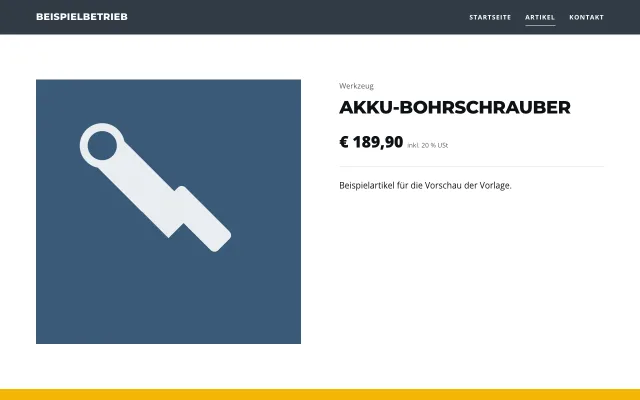 BEISPIELBETRIEB
STARTSEITE ARTIKEL KONTAKT
Werkzeug
AKKU-BOHRSCHRAUBER
€ 189,90 inkl. 20 % USt
Beispielartikel für die Vorschau der Vorlage.